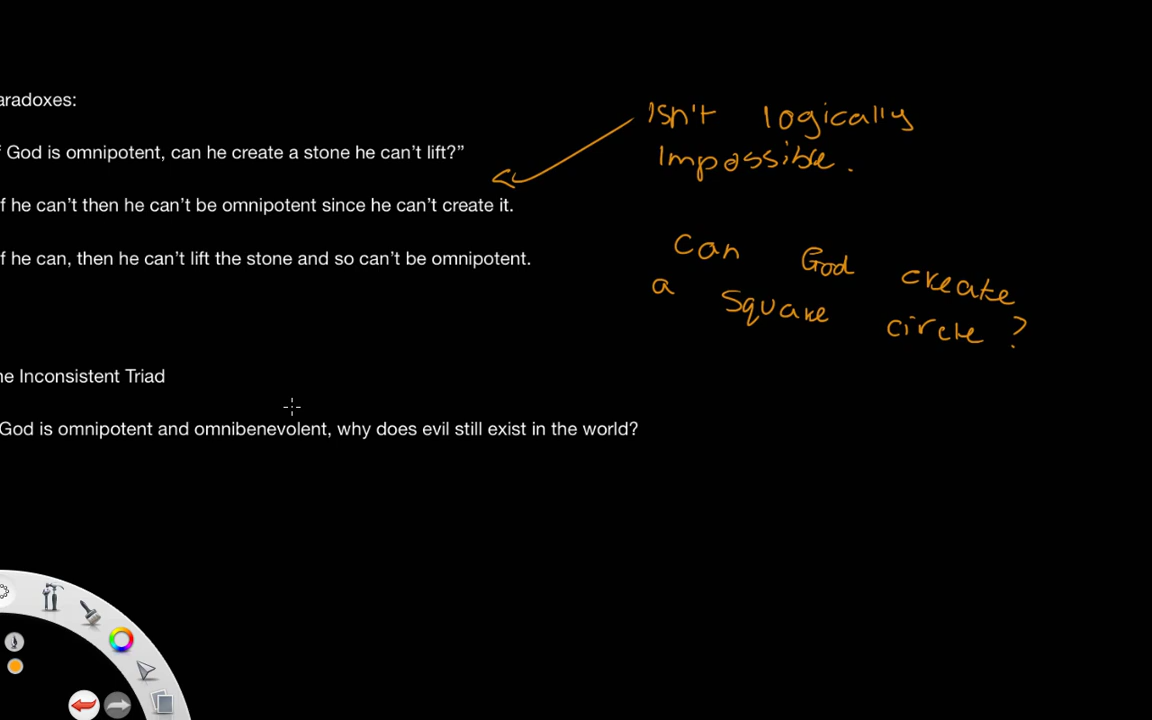 aradoxes:
God is omnipotent, can he create a stone he can’t lift?”
f he can’t then he can’t be omnipotent since he can’t create it.
f he can, then he can’t lift the stone and so can’t be omnipotent.
ne Inconsistent Triad
God is omnipotent and omnibenevolent, why does evil still exist in the world?
Isn't logically
Impossible.
Can God create
a square circle?